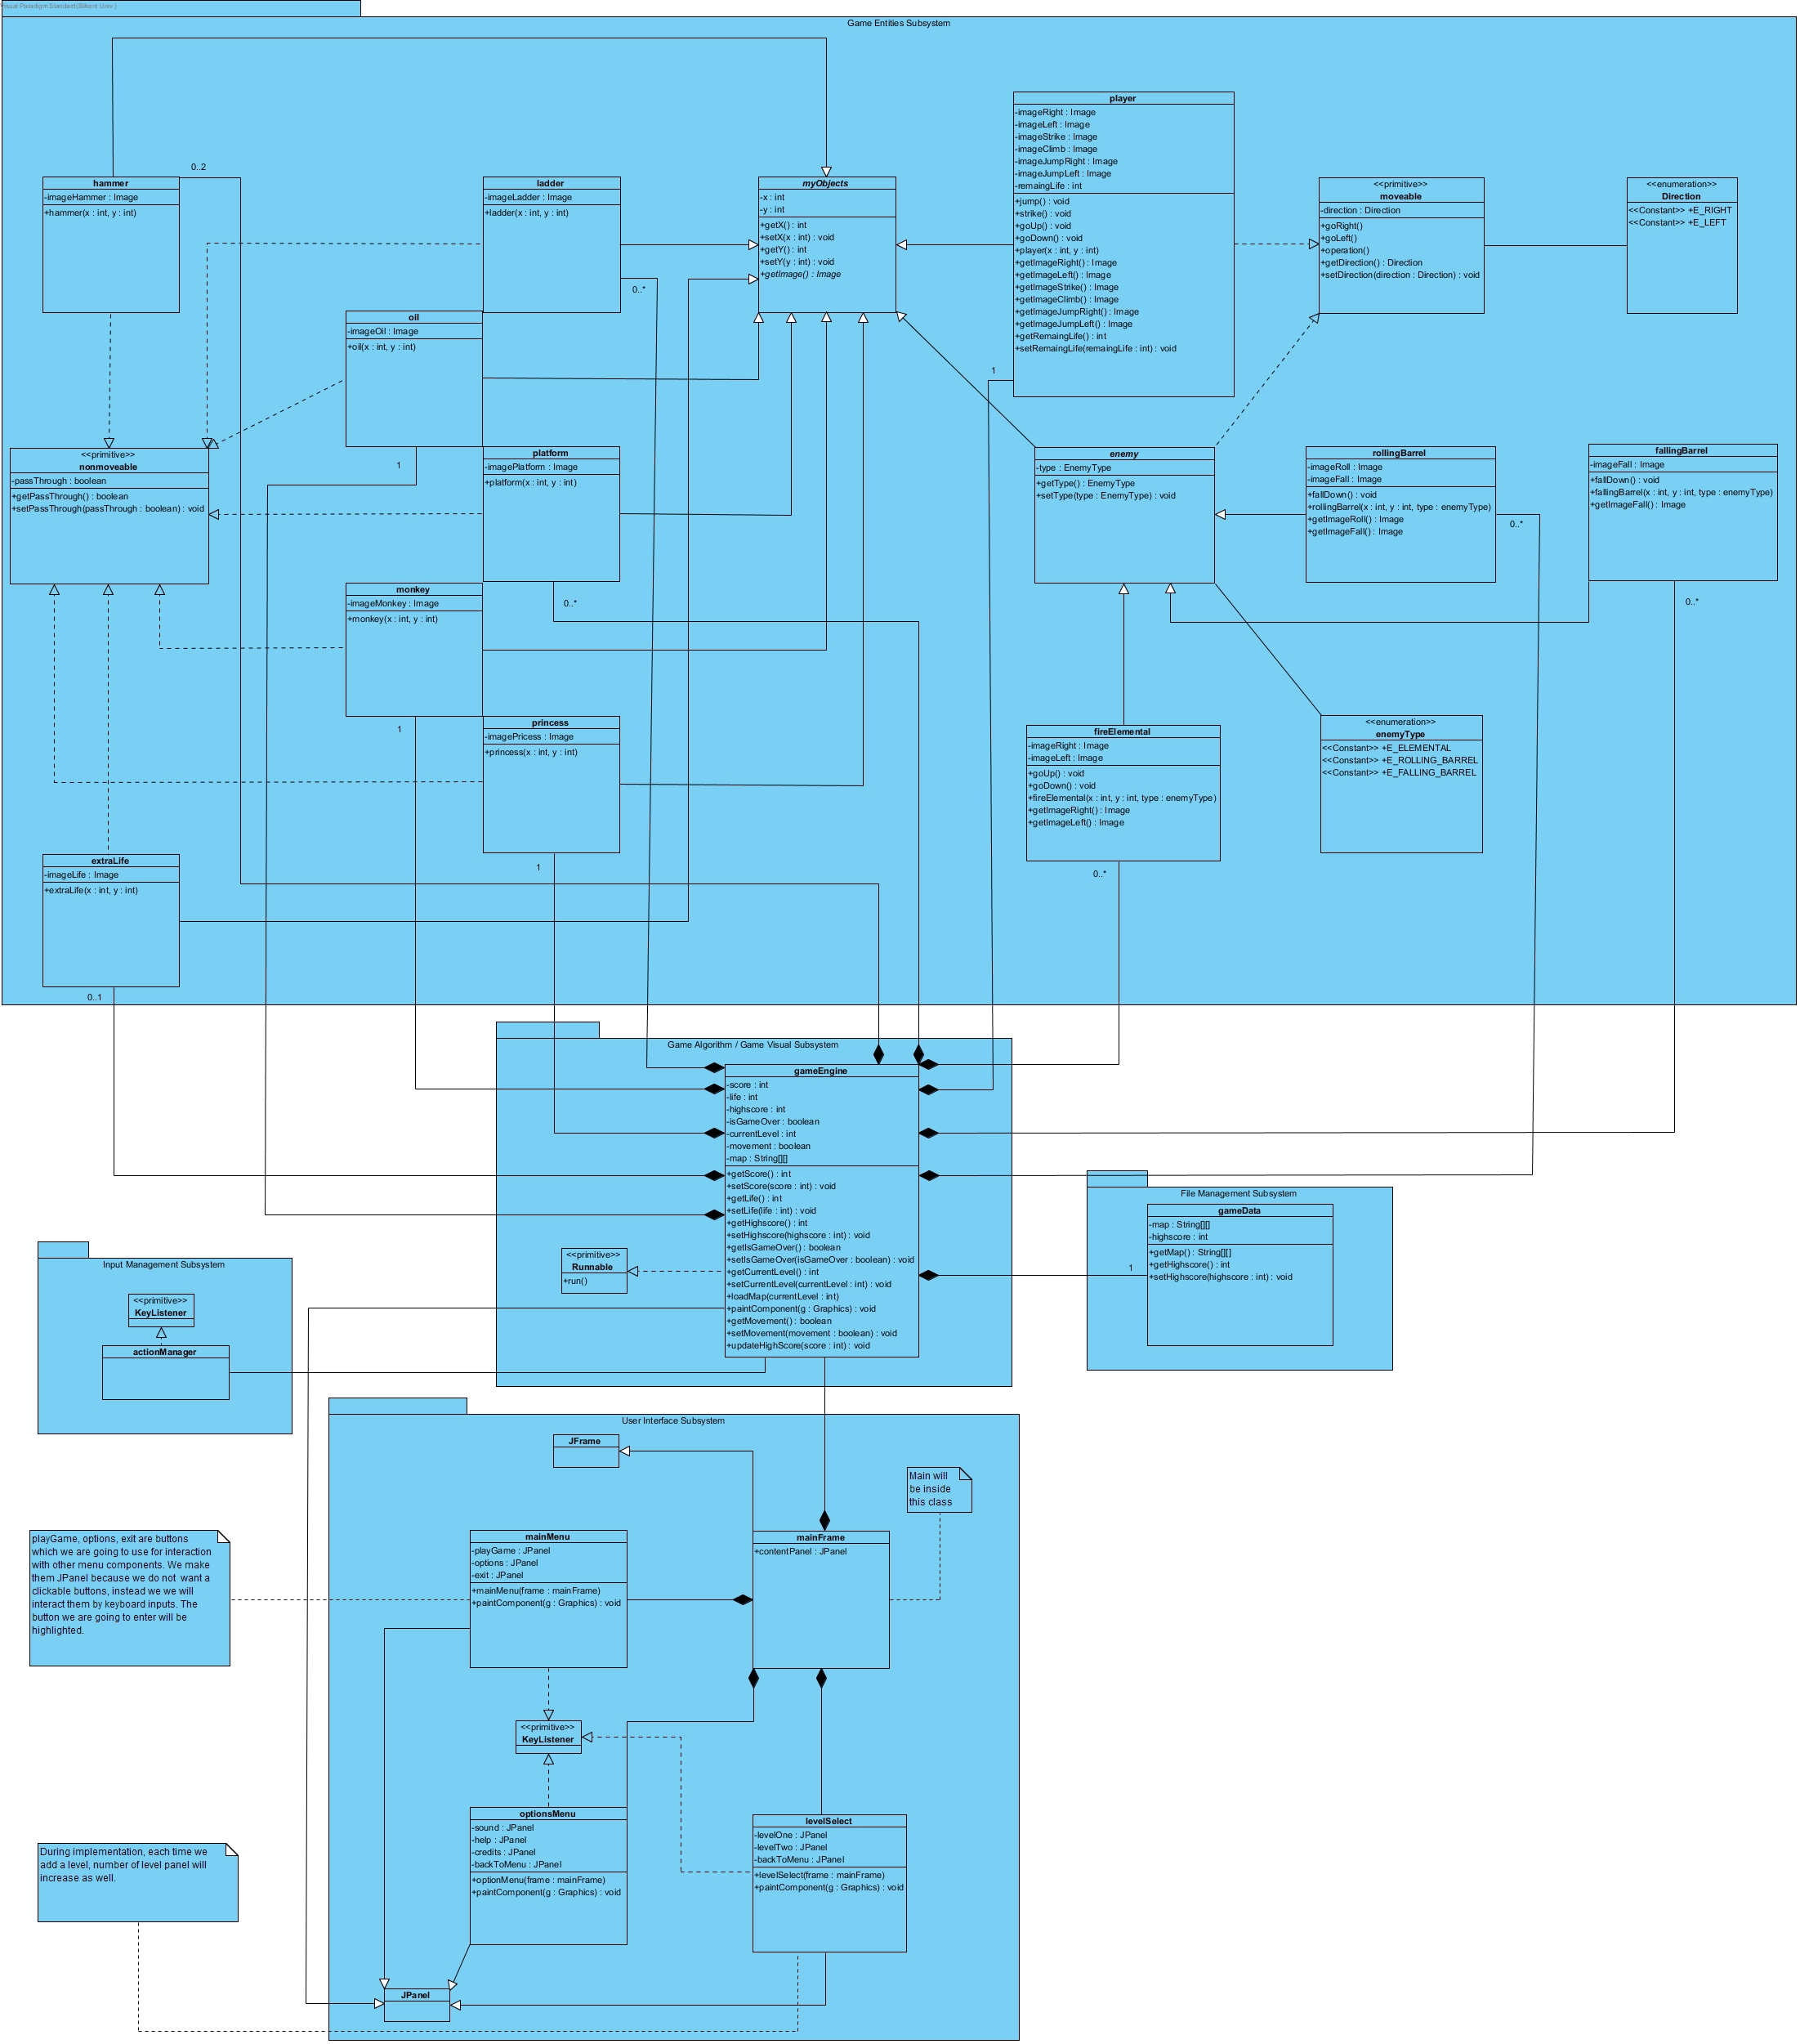 Visual Paradigm Standard(Bilkent Univ.)
Game Entities Subsystem
hammer
-imageHammer : Image
+hammer(x : int, y : int)
0..2
ladder
-imageLadder : Image
+ladder(x : int, y : int)
0..*
myObjects
-x : int
-y : int
+getX() : int
+setX(x : int) : void
+getY() : int
+setY(y : int) : void
+getImage() : Image
player
-imageRight : Image
-imageLeft : Image
-imageStrike : Image
-imageClimb : Image
-imageJumpRight : Image
-imageJumpLeft : Image
-remaingLife : int
+jump() : void
+strike() : void
+goUp() : void
+goDown() : void
+player(x : int, y : int)
+getImageRight() : Image
+getImageLeft() : Image
+getImageStrike() : Image
+getImageClimb() : Image
+getImageJumpRight() : Image
+getImageJumpLeft() : Image
+getRemaingLife() : int
+setRemaingLife(remaingLife : int) : void
1
<<primitive>>
moveable
-direction : Direction
+goRight()
+goLeft()
+operation()
+getDirection() : Direction
+setDirection(direction : Direction) : void
<<enumeration>>
Direction
<<Constant>> +E_RIGHT
<<Constant>> +E_LEFT
oil
-imageOil : Image
+oil(x : int, y : int)
1
<<primitive>>
nonmoveable
-passThrough : boolean
+getPassThrough() : boolean
+setPassThrough(passThrough : boolean) : void
platform
-imagePlatform : Image
+platform(x : int, y : int)
0..*
enemy
-type : EnemyType
+getType() : EnemyType
+setType(type : EnemyType) : void
rollingBarrel
-imageRoll : Image
-imageFall : Image
+fallDown() : void
+rollingBarrel(x : int, y : int, type : enemyType)
+getImageRoll() : Image
+getImageFall() : Image
0..*
fallingBarrel
-imageFall : Image
+fallDown() : void
+fallingBarrel(x : int, y : int, type : enemyType)
+getImageFall() : Image
0..*
monkey
-imageMonkey : Image
+monkey(x : int, y : int)
1
princess
-imagePricess : Image
+princess(x : int, y : int)
1
fireElemental
-imageRight : Image
-imageLeft : Image
+goUp() : void
+goDown() : void
+fireElemental(x : int, y : int, type : enemyType)
+getImageRight() : Image
+getImageLeft() : Image
0..*
<<enumeration>>
enemyType
<<Constant>> +E_ELEMENTAL
<<Constant>> +E_ROLLING_BARREL
<<Constant>> +E_FALLING_BARREL
extraLife
-imageLife : Image
+extraLife(x : int, y : int)
0..1
Game Algorithm / Game Visual Subsystem
gameEngine
-score : int
-life : int
-highscore : int
-isGameOver : boolean
-currentLevel : int
-movement : boolean
-map : String[][]
+getScore() : int
+setScore(score : int) : void
+getLife() : int
+setLife(life : int) : void
+getHighscore() : int
+setHighscore(highscore : int) : void
+getIsGameOver() : boolean
+setIsGameOver(isGameOver : boolean) : void
+getCurrentLevel() : int
+setCurrentLevel(currentLevel : int) : void
+loadMap(currentLevel : int)
+paintComponent(g : Graphics) : void
+getMovement() : boolean
+setMovement(movement : boolean) : void
+updateHighScore(score : int) : void
<<primitive>>
Runnable
+run()
File Management Subsystem
gameData
-map : String[][]
-highscore : int
+getMap() : String[][]
+getHighscore() : int
+setHighscore(highscore : int) : void
1
Input Management Subsystem
<<primitive>>
KeyListener
actionManager
User Interface Subsystem
JFrame
Main will
be inside
this class
mainMenu
-playGame : JPanel
-options : JPanel
-exit : JPanel
+mainMenu(frame : mainFrame)
+paintComponent(g : Graphics) : void
mainFrame
+contentPanel : JPanel
playGame, options, exit are buttons
which we are going to use for interaction
with other menu components. We make
them JPanel because we do not want a
clickable buttons, instead we we will
interact them by keyboard inputs. The
button we are going to enter will be
highlighted.
<<primitive>>
KeyListener
optionsMenu
-sound : JPanel
-help : JPanel
-credits : JPanel
-backToMenu : JPanel
+optionMenu(frame : mainFrame)
+paintComponent(g : Graphics) : void
levelSelect
-levelOne : JPanel
-levelTwo : JPanel
-backToMenu : JPanel
+levelSelect(frame : mainFrame)
+paintComponent(g : Graphics) : void
During implementation, each time we
add a level, number of level panel will
increase as well.
JPanel